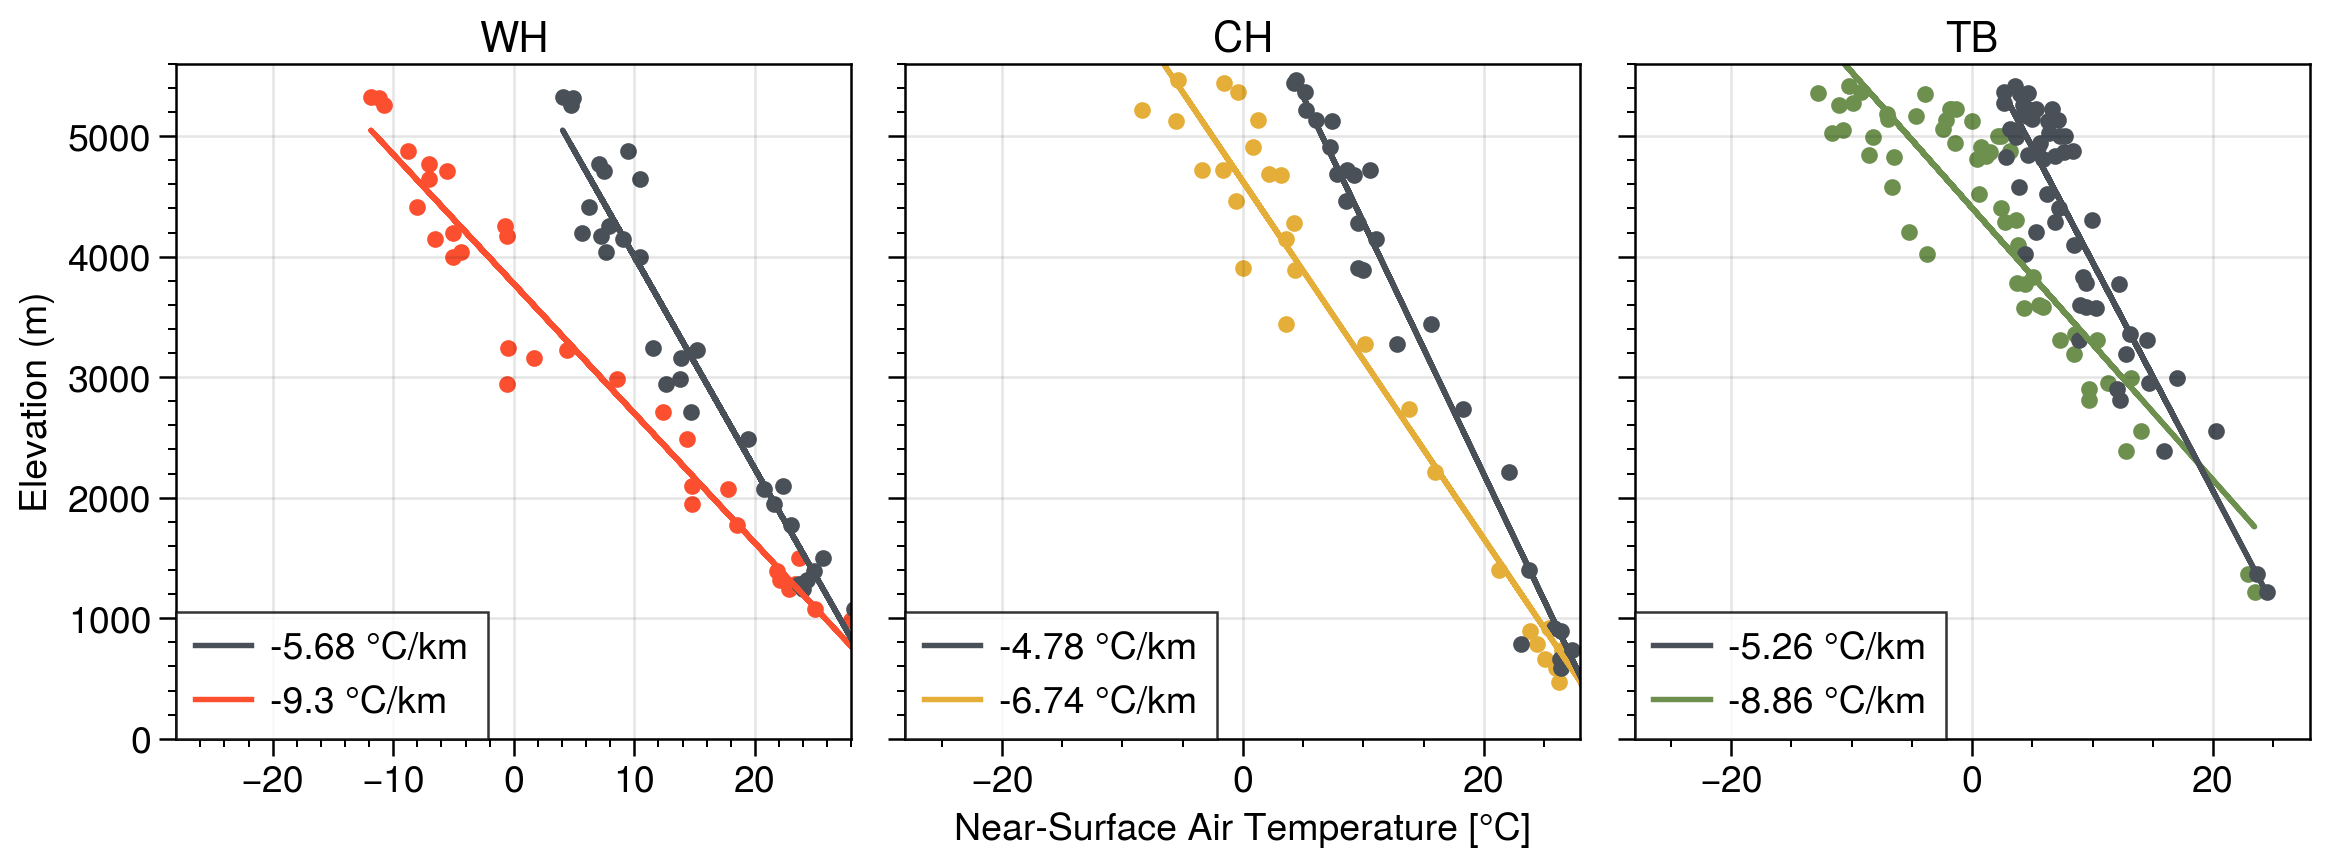 WH
CH
TB
Elevation (m)
5000
4000
3000
2000
1000
0
-5.68 °C/km
-9.3 °C/km
-4.78 °C/km
-6.74 °C/km
-5.26 °C/km
-8.86 °C/km
−20 −10 0 10 20
−20 0 20
−20 0 20
Near-Surface Air Temperature [°C]